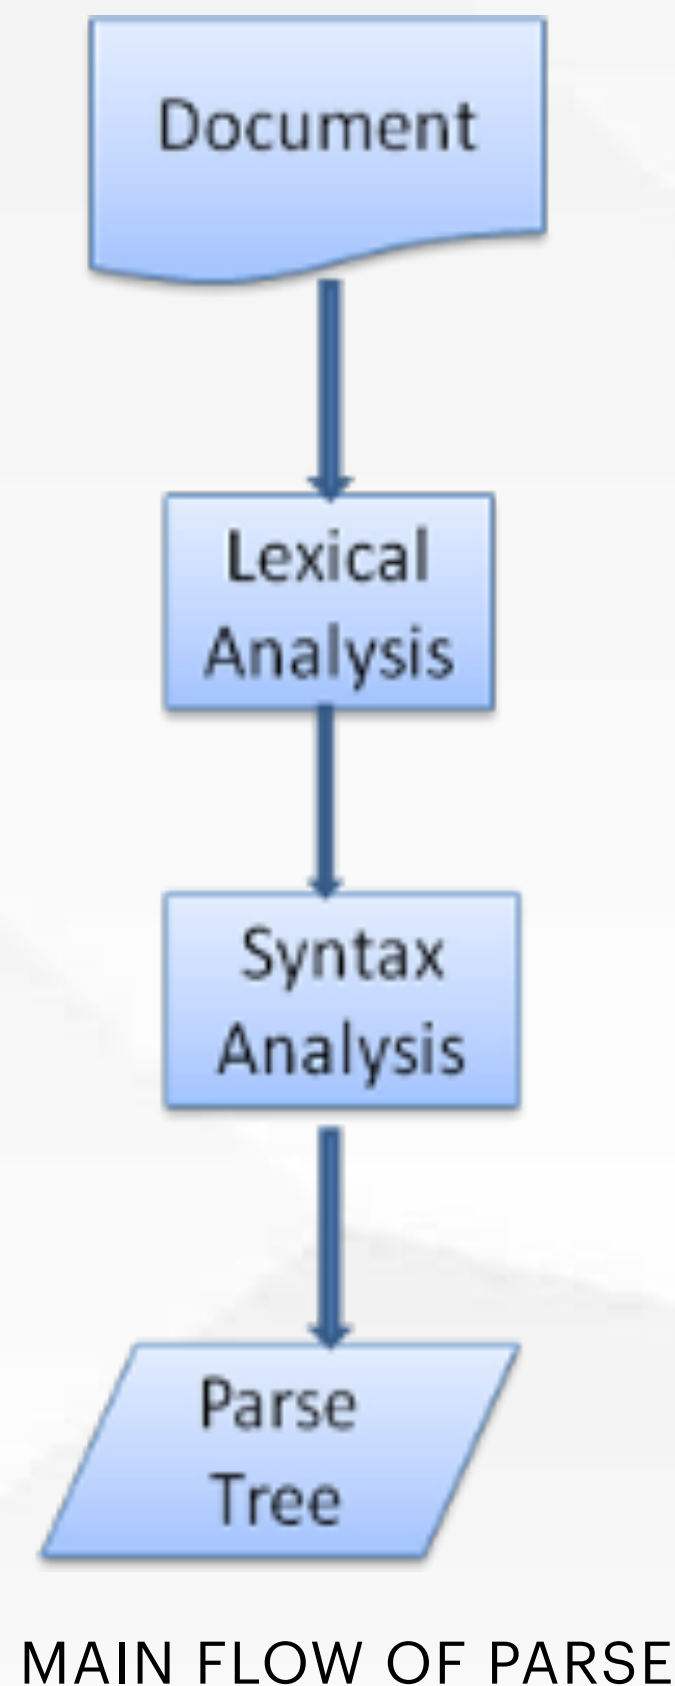 Document
Lexical
Analysis
Syntax
Analysis
Parse
Tree
MAIN FLOW OF PARSE